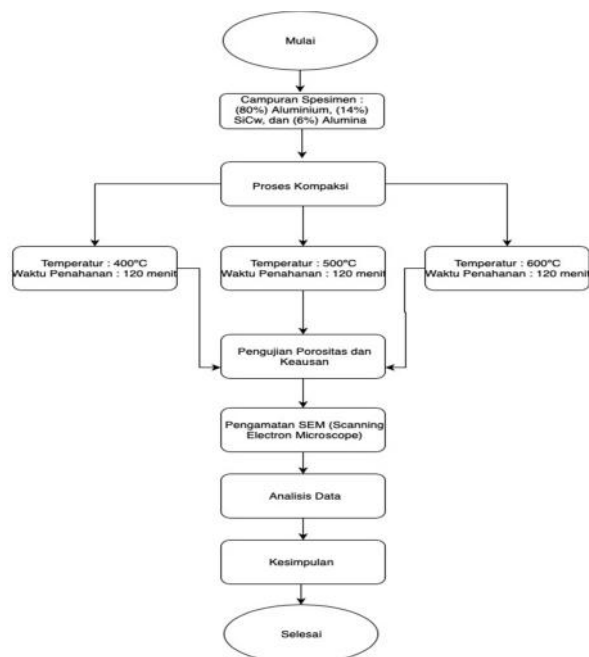 Mulai
Campuran Spesimen :
(80%) Aluminium, (14%)
SiCw, dan (6%) Alumina
Proses Kompaksi
Temperatur : 400°C
Waktu Penahanan : 120 menit
Temperatur : 500°C
Waktu Penahanan : 120 menit
Temperatur : 600°C
Waktu Penahanan : 120 menit
Pengujian Porositas dan
Keausan
Pengamatan SEM (Scanning
Electron Microscope)
Analisis Data
Kesimpulan
Selesai